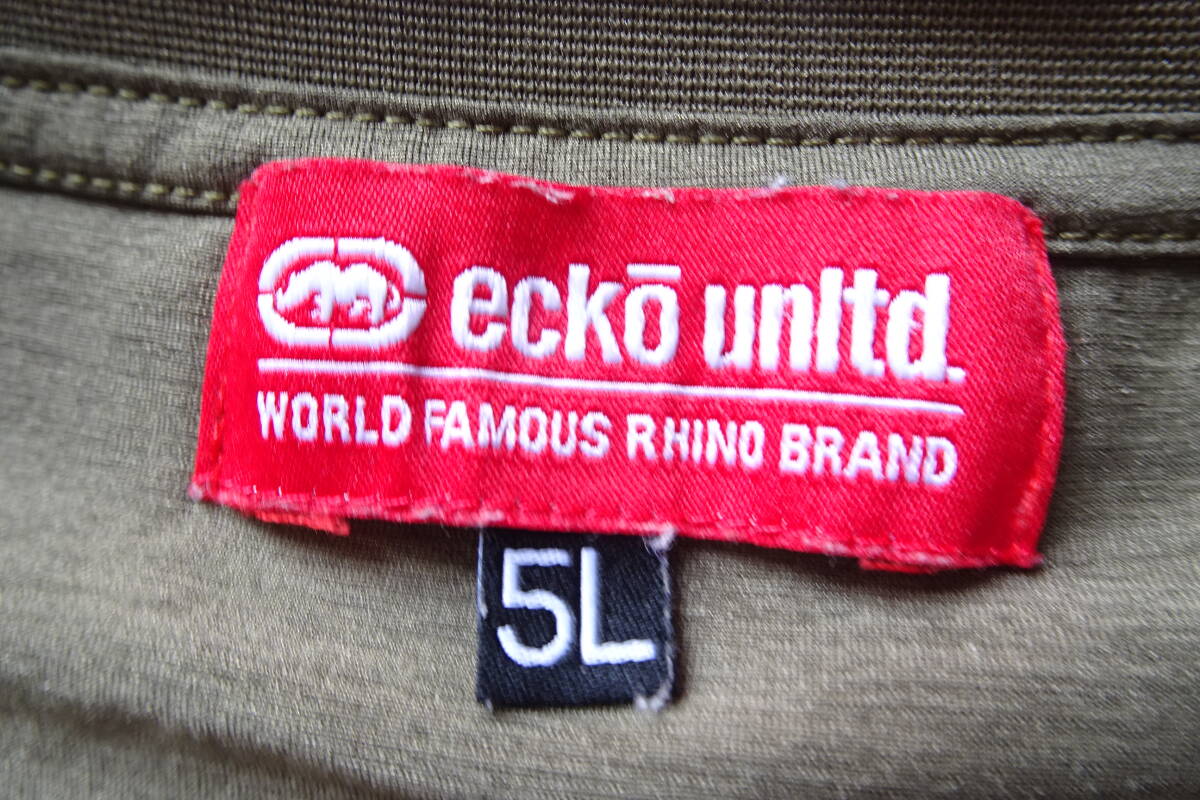 eckō unltd.
WORLD FAMOUS RHINO BRAND
5L